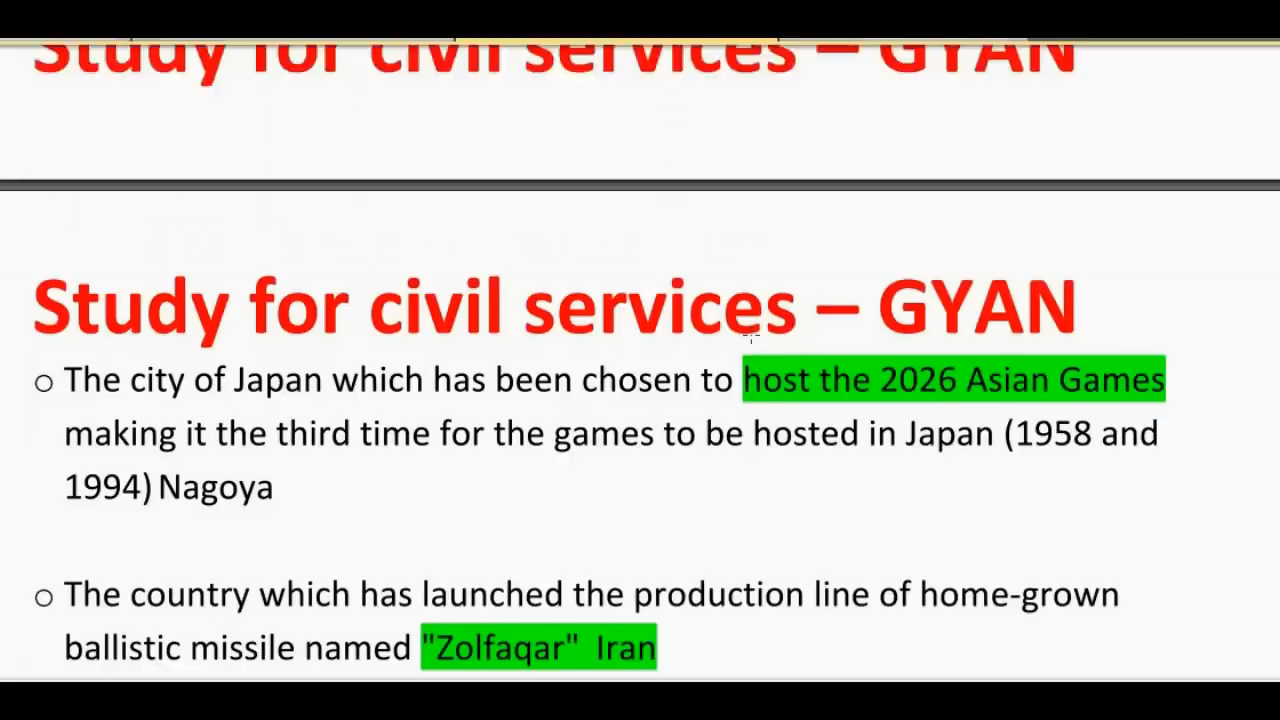 Study for civil services – GYAN
Study for civil services – GYAN
○ The city of Japan which has been chosen to host the 2026 Asian Games
making it the third time for the games to be hosted in Japan (1958 and
1994) Nagoya
○ The country which has launched the production line of home-grown
ballistic missile named "Zolfaqar" Iran